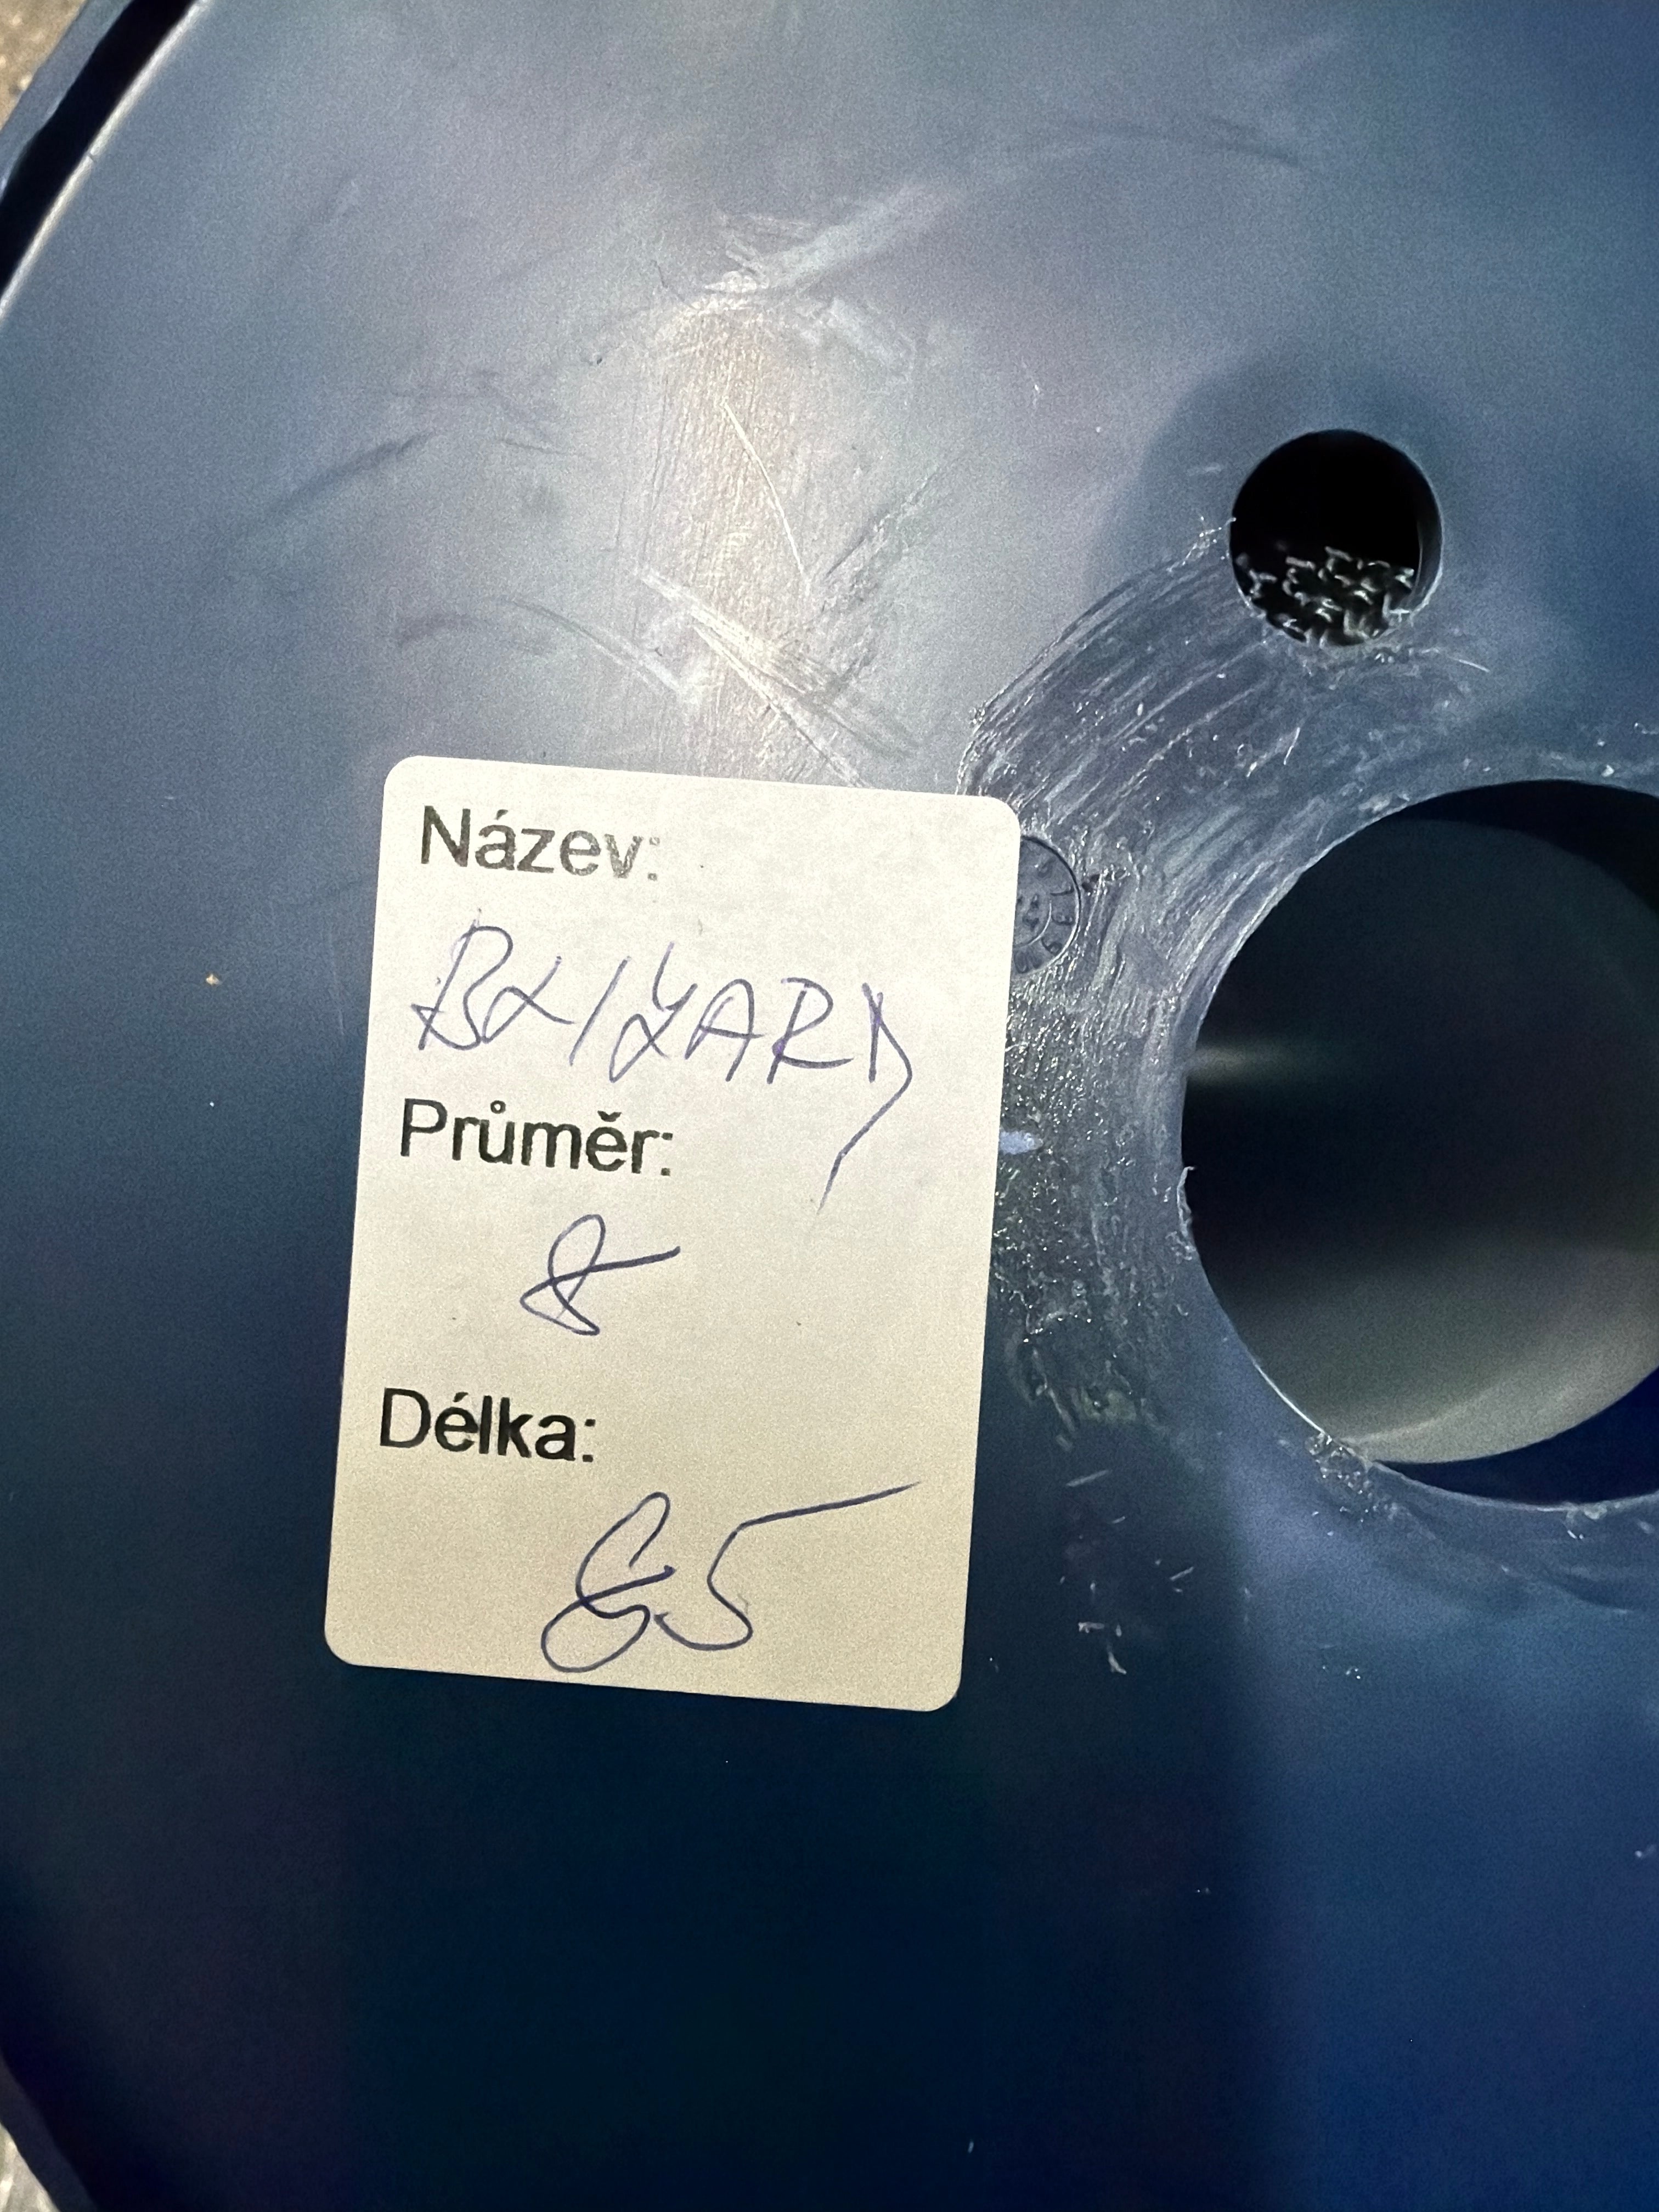 Název:
BLIZARD
Průměr:
8
Délka:
65